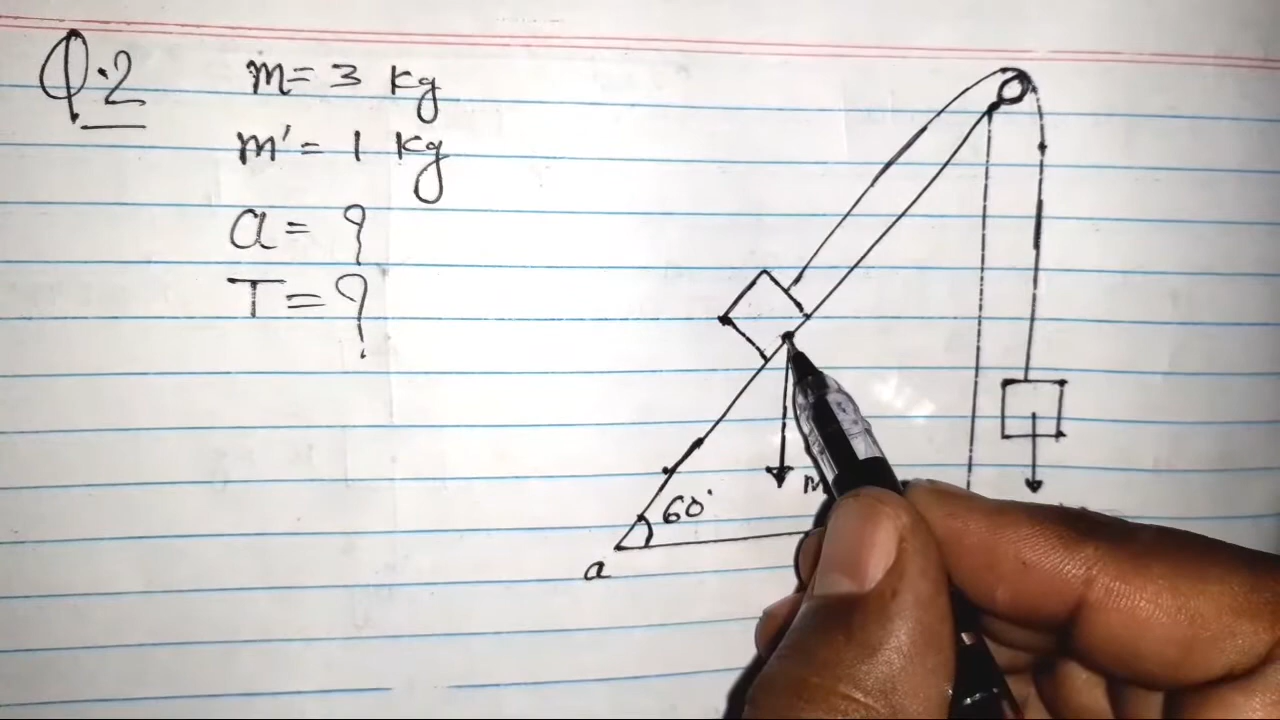 Q.2
m = 3 kg
m' = 1 kg
a = ?
T = ?
60°
m
a